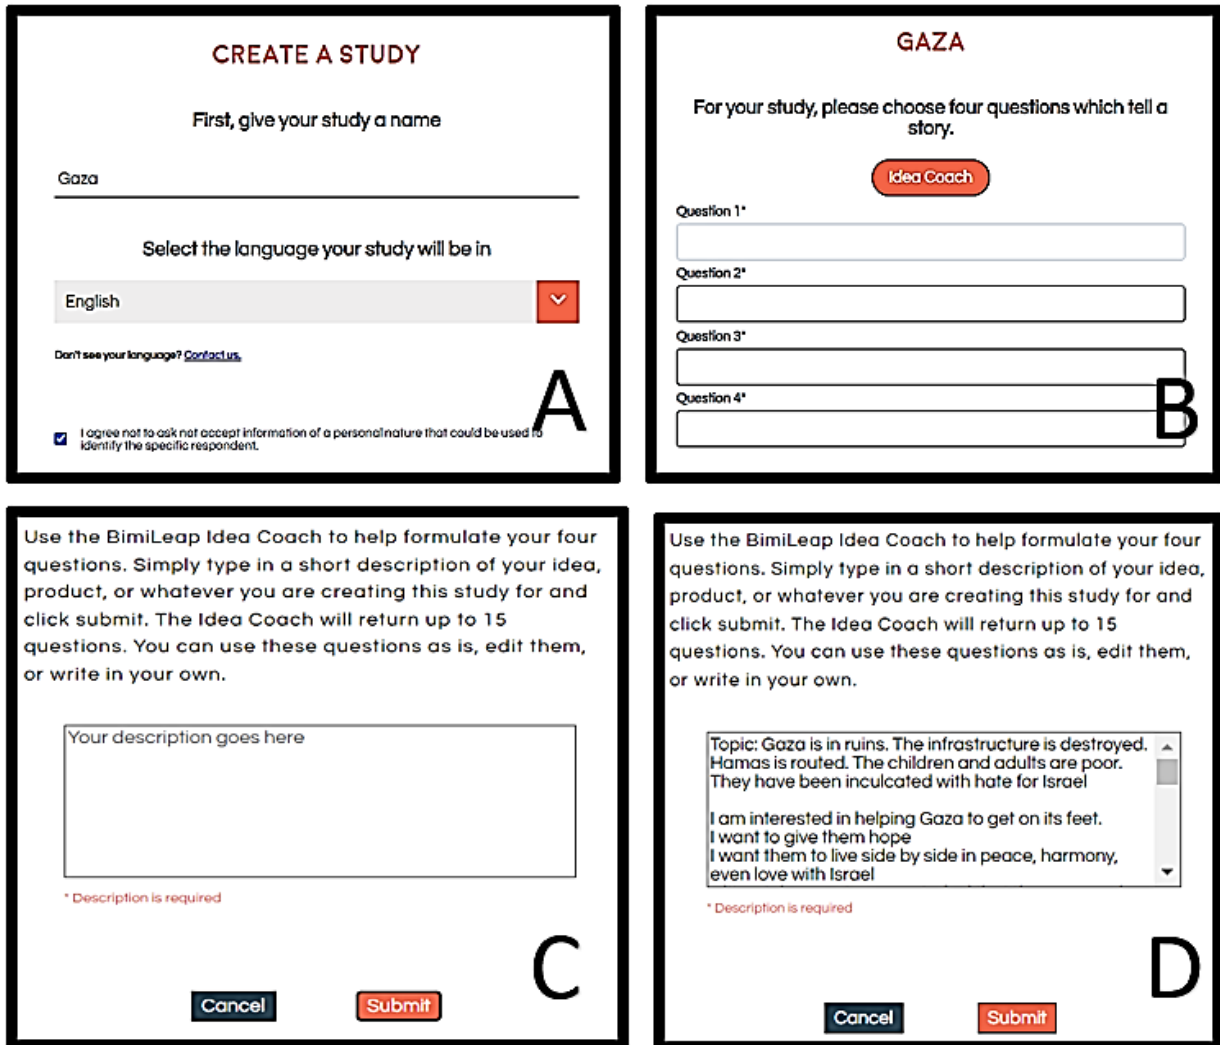 CREATE A STUDY
First, give your study a name
Gaza
Select the language your study will be in
English
Don't see your language? Contact us.
I agree not to ask not accept information of a personal nature that could be used to
identify the specific respondent.
A
GAZA
For your study, please choose four questions which tell a
story.
Idea Coach
Question 1*
Question 2*
Question 3*
Question 4*
B
Use the BimiLeap Idea Coach to help formulate your four
questions. Simply type in a short description of your idea,
product, or whatever you are creating this study for and
click submit. The Idea Coach will return up to 15
questions. You can use these questions as is, edit them,
or write in your own.
Your description goes here
* Description is required
C
Cancel
Submit
Use the BimiLeap Idea Coach to help formulate your four
questions. Simply type in a short description of your idea,
product, or whatever you are creating this study for and
click submit. The Idea Coach will return up to 15
questions. You can use these questions as is, edit them,
or write in your own.
Topic: Gaza is in ruins. The infrastructure is destroyed.
Hamas is routed. The children and adults are poor.
They have been inculcated with hate for Israel
I am interested in helping Gaza to get on its feet.
I want to give them hope
I want them to live side by side in peace, harmony,
even love with Israel
* Description is required
D
Cancel
Submit